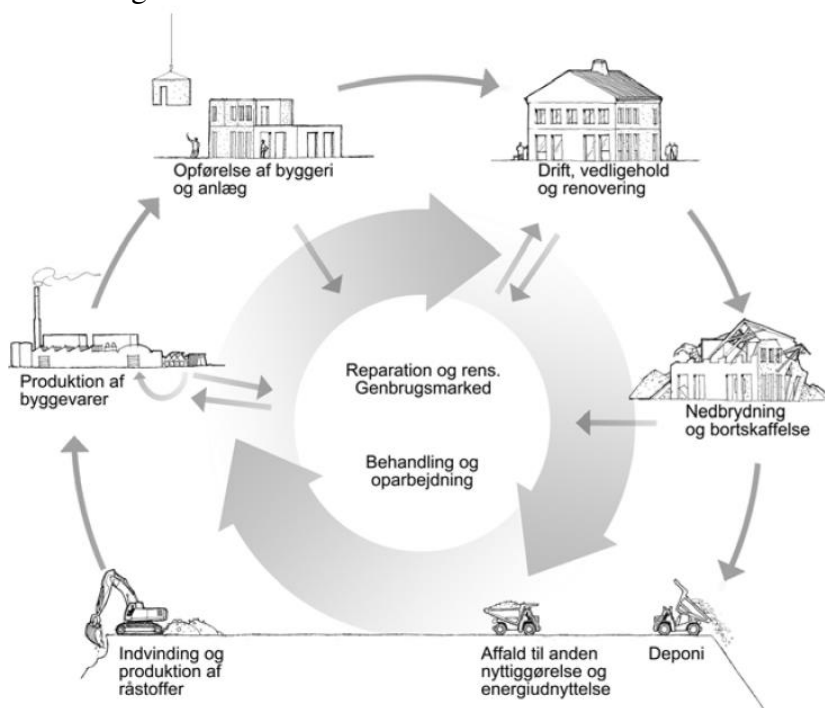 Opførelse af byggeri
og anlæg
Drift, vedligehold
og renovering
Produktion af
byggevarer
Reparation og rens.
Genbrugsmarked
Nedbrydning
og bortskaffelse
Behandling og
oparbejdning
Indvinding og
produktion af
råstoffer
Affald til anden
nyttiggørelse og
energiudnyttelse
Deponi